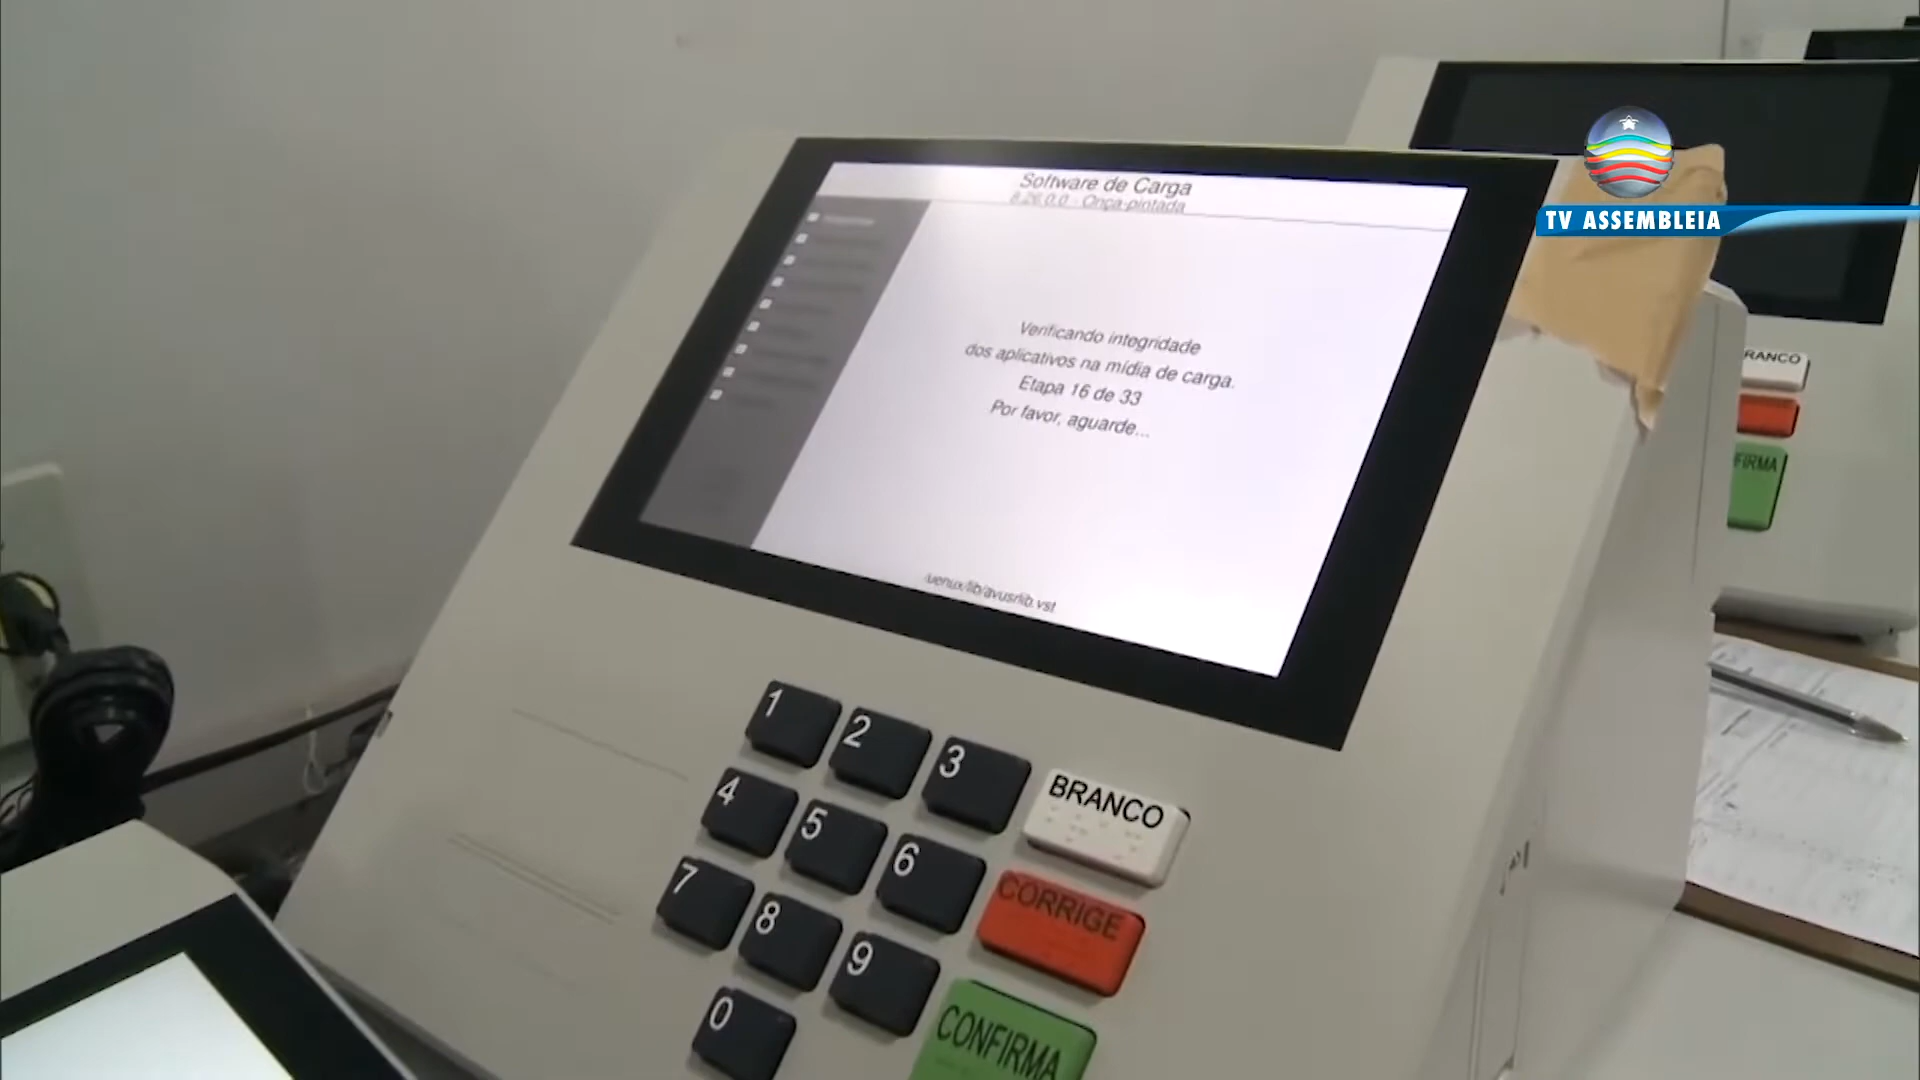 Software de Carga
8.26.0.0 - Onça-pintada
Verificando integridade
dos aplicativos na mídia de carga.
Etapa 16 de 33
Por favor, aguarde...
/uenux/lib/avusrlib.vst
TV ASSEMBLEIA
1
2
3
BRANCO
4
5
6
CORRIGE
7
8
9
CONFIRMA
0
RANCO
FIRMA